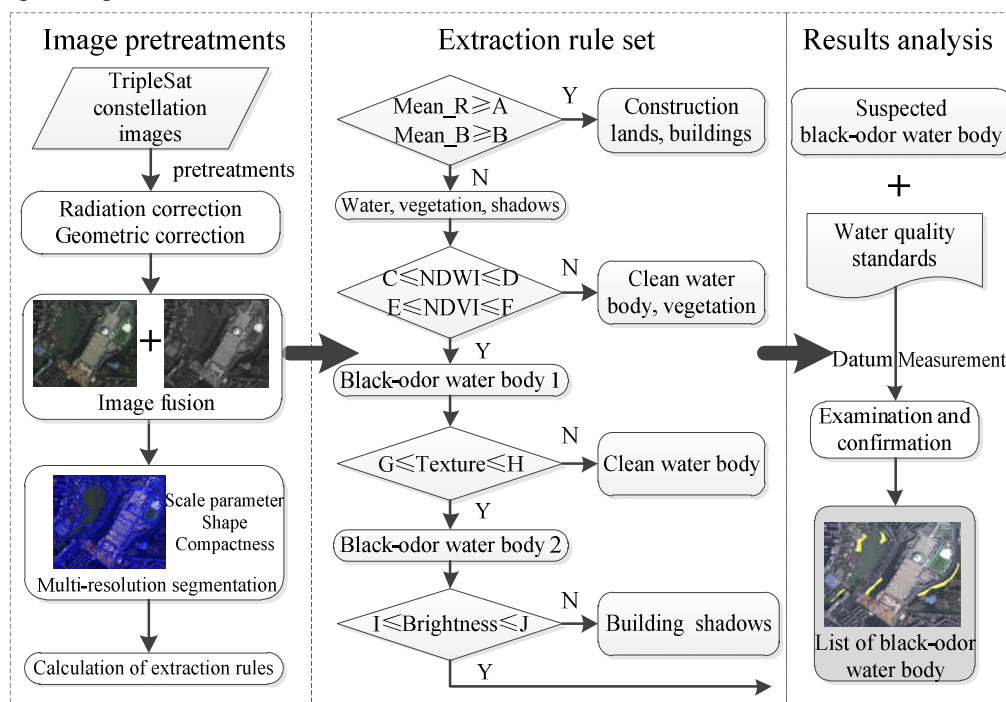 Image pretreatments
TripleSat
constellation
images
pretreatments
Radiation correction
Geometric correction
+
Image fusion
Scale parameter
Shape
Compactness
Multi-resolution segmentation
Calculation of extraction rules
Extraction rule set
Mean_R⩾A
Mean_B⩾B
Y
Construction
lands, buildings
N
Water, vegetation, shadows
C⩽NDWI⩽D
E⩽NDVI⩽F
N
Clean water
body, vegetation
Y
Black-odor water body 1
G⩽Texture⩽H
N
Clean water body
Y
Black-odor water body 2
I⩽Brightness⩽J
N
Building shadows
Y
Results analysis
Suspected
black-odor water body
+
Water quality
standards
Datum Measurement
Examination and
confirmation
List of black-odor
water body